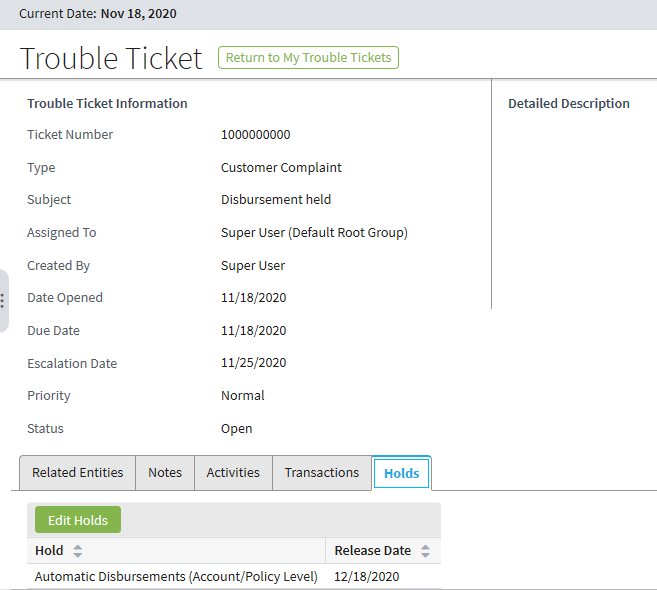 Current Date: Nov 18, 2020
Trouble Ticket Return to My Trouble Tickets
Trouble Ticket Information
Ticket Number 1000000000
Type Customer Complaint
Subject Disbursement held
Assigned To Super User (Default Root Group)
Created By Super User
Date Opened 11/18/2020
Due Date 11/18/2020
Escalation Date 11/25/2020
Priority Normal
Status Open
Detailed Description
Related Entities Notes Activities Transactions Holds
Edit Holds
Hold Release Date
Automatic Disbursements (Account/Policy Level) 12/18/2020